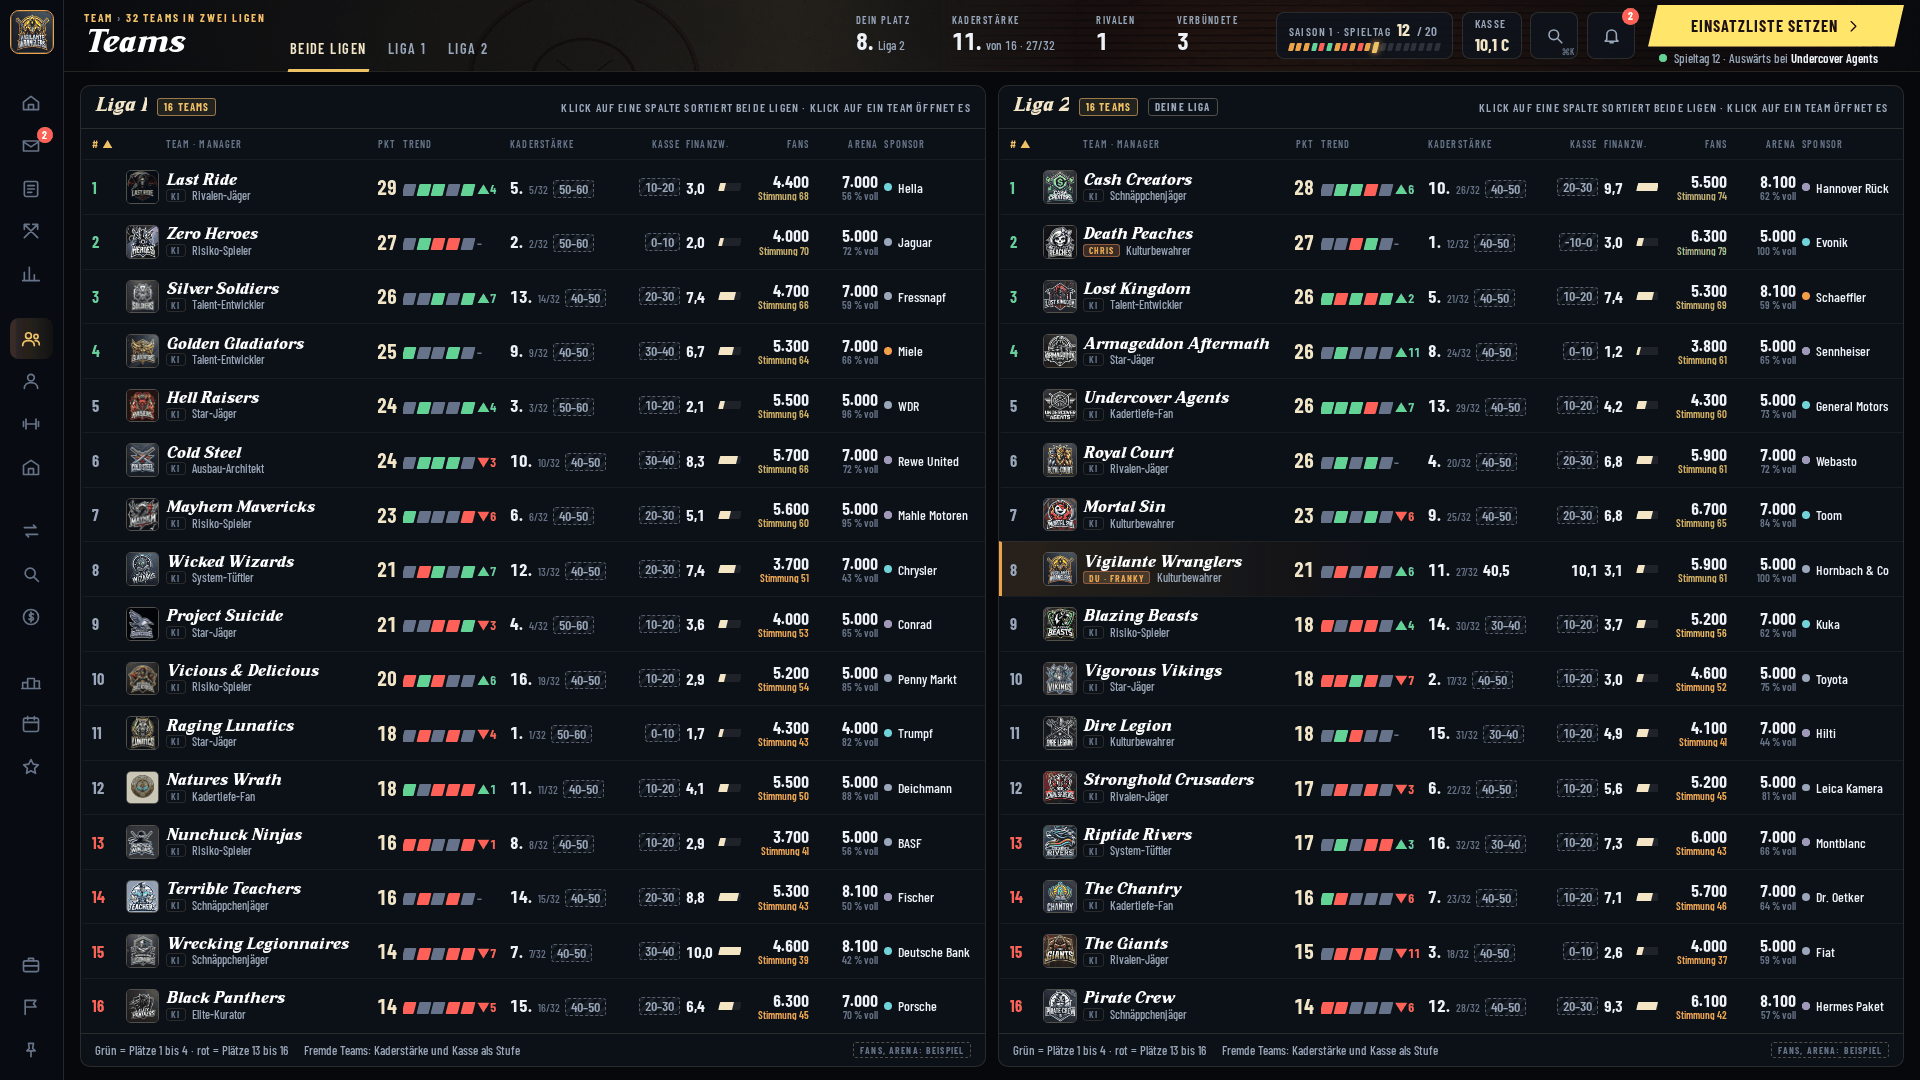 TEAM › 32 TEAMS IN ZWEI LIGEN
Teams
BEIDE LIGEN LIGA 1 LIGA 2
DEIN PLATZ
8. Liga 2
KADERSTÄRKE
11. von 16 · 27/32
RIVALEN
1
VERBÜNDETE
3
SAISON 1 · SPIELTAG 12 / 20
KASSE
10,1 C
⌘K
2
EINSATZLISTE SETZEN
Spieltag 12 · Auswärts bei Undercover Agents
2
Liga 1 16 TEAMS KLICK AUF EINE SPALTE SORTIERT BEIDE LIGEN · KLICK AUF EIN TEAM ÖFFNET ES
# ▲ TEAM · MANAGER PKT TREND KADERSTÄRKE KASSE FINANZW. FANS ARENA SPONSOR
1 Last Ride KI Rivalen-Jäger 29 ▲4 5. 5/32 50–60 10–20 3,0 4.400 Stimmung 68 7.000 56 % voll Hella
2 Zero Heroes KI Risiko-Spieler 27 – 2. 2/32 50–60 0–10 2,0 4.000 Stimmung 70 5.000 72 % voll Jaguar
3 Silver Soldiers KI Talent-Entwickler 26 ▲7 13. 14/32 40–50 20–30 7,4 4.700 Stimmung 66 7.000 59 % voll Fressnapf
4 Golden Gladiators KI Talent-Entwickler 25 – 9. 9/32 40–50 30–40 6,7 5.300 Stimmung 64 7.000 66 % voll Miele
5 Hell Raisers KI Star-Jäger 24 ▲4 3. 3/32 50–60 10–20 2,1 5.500 Stimmung 64 5.000 96 % voll WDR
6 Cold Steel KI Ausbau-Architekt 24 ▼3 10. 10/32 40–50 30–40 8,3 5.700 Stimmung 66 7.000 72 % voll Rewe United
7 Mayhem Mavericks KI Risiko-Spieler 23 ▼6 6. 6/32 40–50 20–30 5,1 5.600 Stimmung 60 5.000 95 % voll Mahle Motoren
8 Wicked Wizards KI System-Tüftler 21 ▲7 12. 13/32 40–50 20–30 7,4 3.700 Stimmung 51 7.000 43 % voll Chrysler
9 Project Suicide KI Star-Jäger 21 ▼3 4. 4/32 50–60 10–20 3,6 4.000 Stimmung 53 5.000 65 % voll Conrad
10 Vicious & Delicious KI Risiko-Spieler 20 ▲6 16. 19/32 40–50 10–20 2,9 5.200 Stimmung 54 5.000 85 % voll Penny Markt
11 Raging Lunatics KI Star-Jäger 18 ▼4 1. 1/32 50–60 0–10 1,7 4.300 Stimmung 43 4.000 82 % voll Trumpf
12 Natures Wrath KI Kadertiefe-Fan 18 ▲1 11. 11/32 40–50 10–20 4,1 5.500 Stimmung 50 5.000 88 % voll Deichmann
13 Nunchuck Ninjas KI Risiko-Spieler 16 ▼1 8. 8/32 40–50 10–20 2,9 3.700 Stimmung 41 5.000 56 % voll BASF
14 Terrible Teachers KI Schnäppchenjäger 16 – 14. 15/32 40–50 20–30 8,8 5.300 Stimmung 43 8.100 50 % voll Fischer
15 Wrecking Legionnaires KI Schnäppchenjäger 14 ▼7 7. 7/32 40–50 30–40 10,0 4.600 Stimmung 39 8.100 42 % voll Deutsche Bank
16 Black Panthers KI Elite-Kurator 14 ▼5 15. 16/32 40–50 20–30 6,4 6.300 Stimmung 45 7.000 70 % voll Porsche
Grün = Plätze 1 bis 4 · rot = Plätze 13 bis 16 Fremde Teams: Kaderstärke und Kasse als Stufe FANS, ARENA: BEISPIEL
Liga 2 16 TEAMS DEINE LIGA KLICK AUF EINE SPALTE SORTIERT BEIDE LIGEN · KLICK AUF EIN TEAM ÖFFNET ES
# ▲ TEAM · MANAGER PKT TREND KADERSTÄRKE KASSE FINANZW. FANS ARENA SPONSOR
1 Cash Creators KI Schnäppchenjäger 28 ▲6 10. 26/32 40–50 20–30 9,7 5.500 Stimmung 74 8.100 62 % voll Hannover Rück
2 Death Peaches CHRIS Kulturbewahrer 27 – 1. 12/32 40–50 -10–0 3,0 6.300 Stimmung 79 5.000 100 % voll Evonik
3 Lost Kingdom KI Talent-Entwickler 26 ▲2 5. 21/32 40–50 10–20 7,4 5.300 Stimmung 69 8.100 59 % voll Schaeffler
4 Armageddon Aftermath KI Star-Jäger 26 ▲11 8. 24/32 40–50 0–10 1,2 3.800 Stimmung 61 5.000 65 % voll Sennheiser
5 Undercover Agents KI Kadertiefe-Fan 26 ▲7 13. 29/32 40–50 10–20 4,2 4.300 Stimmung 60 5.000 73 % voll General Motors
6 Royal Court KI Rivalen-Jäger 26 – 4. 20/32 40–50 20–30 6,8 5.900 Stimmung 61 7.000 72 % voll Webasto
7 Mortal Sin KI Kulturbewahrer 23 ▼6 9. 25/32 40–50 20–30 6,8 6.700 Stimmung 65 7.000 84 % voll Toom
8 Vigilante Wranglers DU · FRANKY Kulturbewahrer 21 ▲6 11. 27/32 40,5 10,1 3,1 5.900 Stimmung 61 5.000 100 % voll Hornbach & Co
9 Blazing Beasts KI Risiko-Spieler 18 ▲4 14. 30/32 30–40 10–20 3,7 5.200 Stimmung 56 7.000 62 % voll Kuka
10 Vigorous Vikings KI Star-Jäger 18 ▼7 2. 17/32 40–50 10–20 3,0 4.600 Stimmung 52 5.000 75 % voll Toyota
11 Dire Legion KI Kulturbewahrer 18 – 15. 31/32 30–40 10–20 4,9 4.100 Stimmung 41 7.000 44 % voll Hilti
12 Stronghold Crusaders KI Rivalen-Jäger 17 ▼3 6. 22/32 40–50 10–20 5,6 5.200 Stimmung 45 5.000 81 % voll Leica Kamera
13 Riptide Rivers KI System-Tüftler 17 ▲3 16. 32/32 30–40 10–20 7,3 6.000 Stimmung 43 7.000 66 % voll Montblanc
14 The Chantry KI Kadertiefe-Fan 16 ▼6 7. 23/32 40–50 10–20 7,1 5.700 Stimmung 46 7.000 64 % voll Dr. Oetker
15 The Giants KI Rivalen-Jäger 15 ▼11 3. 18/32 40–50 0–10 2,6 4.000 Stimmung 37 5.000 59 % voll Fiat
16 Pirate Crew KI Schnäppchenjäger 14 ▼6 12. 28/32 40–50 20–30 9,3 6.100 Stimmung 42 8.100 57 % voll Hermes Paket
Grün = Plätze 1 bis 4 · rot = Plätze 13 bis 16 Fremde Teams: Kaderstärke und Kasse als Stufe FANS, ARENA: BEISPIEL